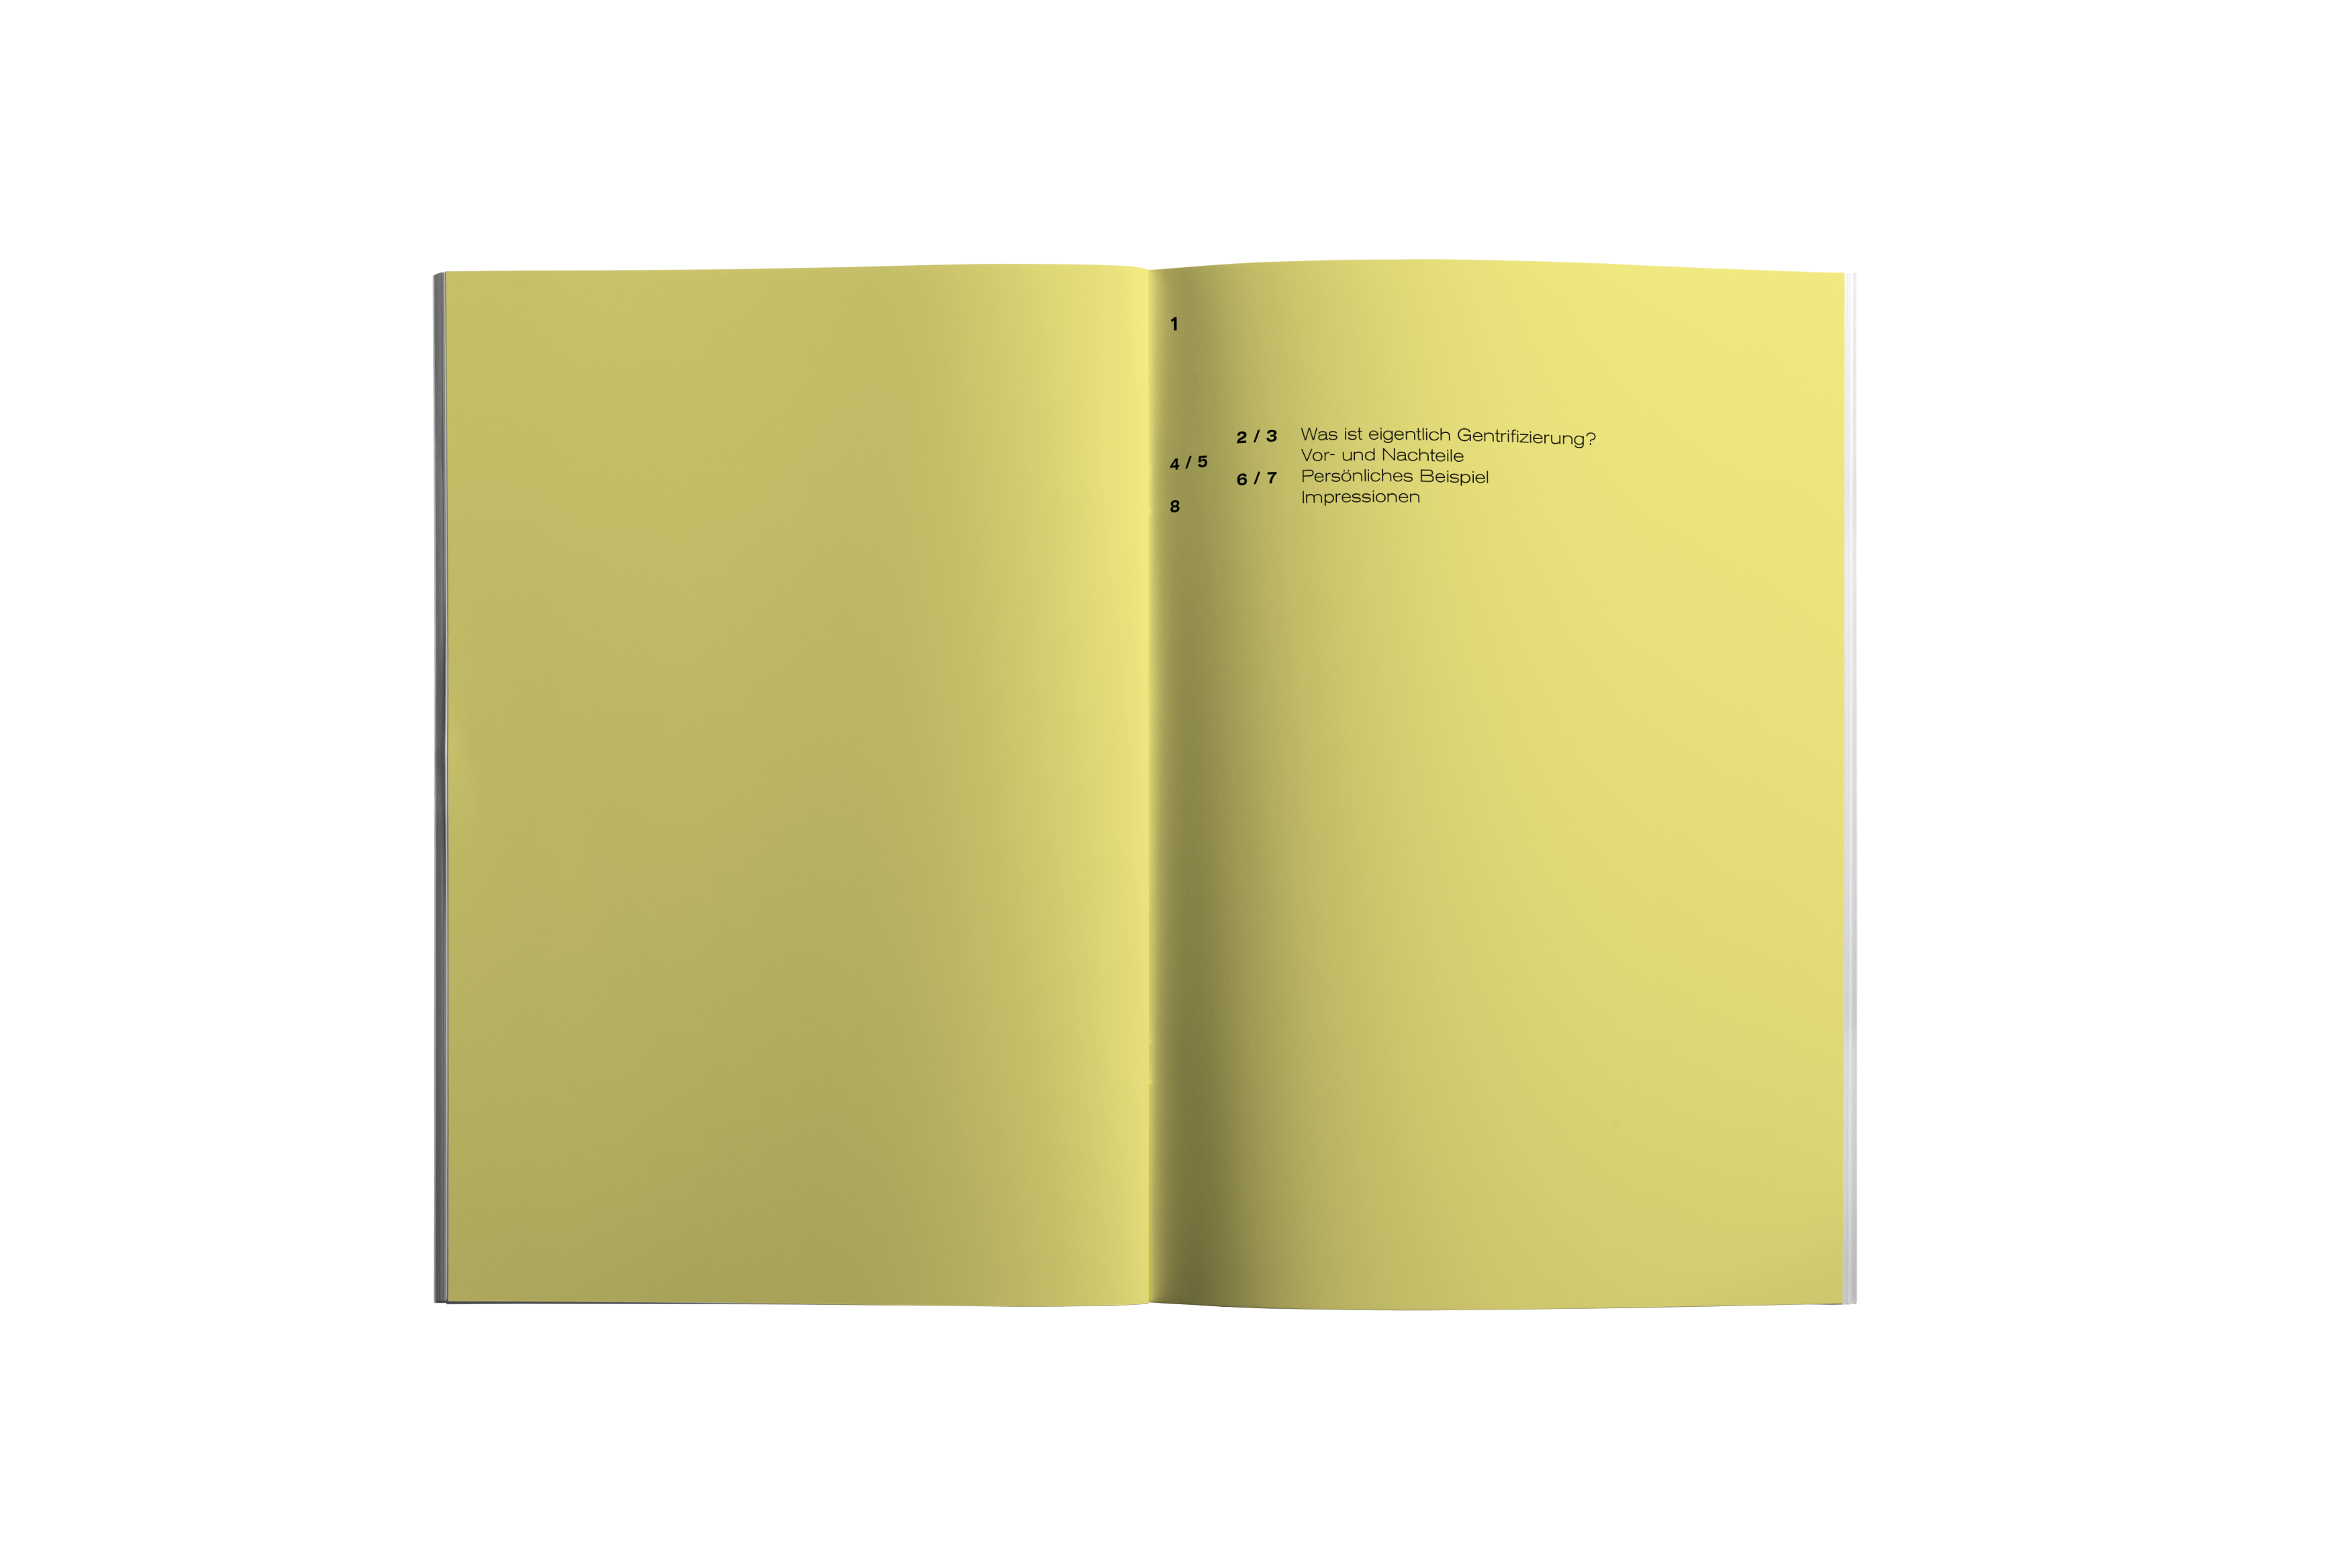 1
2 / 3 Was ist eigentlich Gentrifizierung?
4 / 5 Vor- und Nachteile
6 / 7 Persönliches Beispiel
8 Impressionen